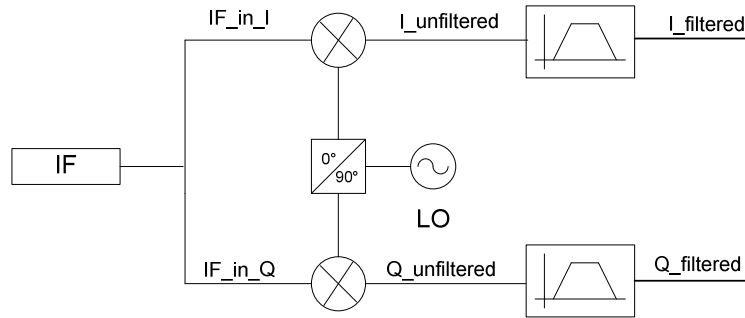 IF_in_I
I_unfiltered
I_filtered
IF
0°
90°
LO
IF_in_Q
Q_unfiltered
Q_filtered